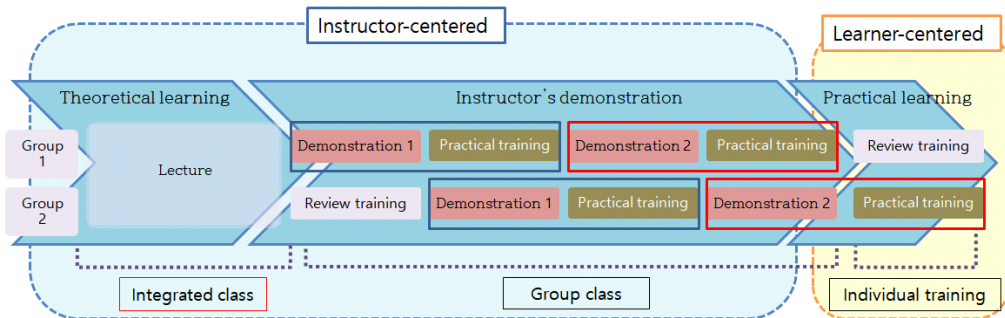 Instructor-centered
Learner-centered
Theoretical learning
Instructor's demonstration
Practical learning
Group
1
Lecture
Demonstration 1
Practical training
Demonstration 2
Practical training
Review training
Group
2
Review training
Demonstration 1
Practical training
Demonstration 2
Practical training
Integrated class
Group class
Individual training